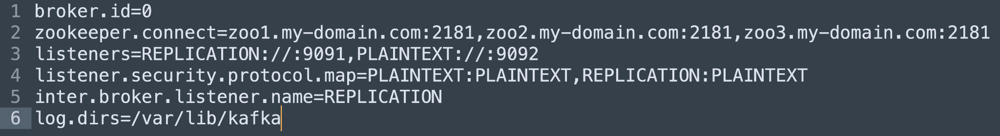 1 broker.id=0
2 zookeeper.connect=zoo1.my-domain.com:2181,zoo2.my-domain.com:2181,zoo3.my-domain.com:2181
3 listeners=REPLICATION://:9091,PLAINTEXT://:9092
4 listener.security.protocol.map=PLAINTEXT:PLAINTEXT,REPLICATION:PLAINTEXT
5 inter.broker.listener.name=REPLICATION
6 log.dirs=/var/lib/kafka